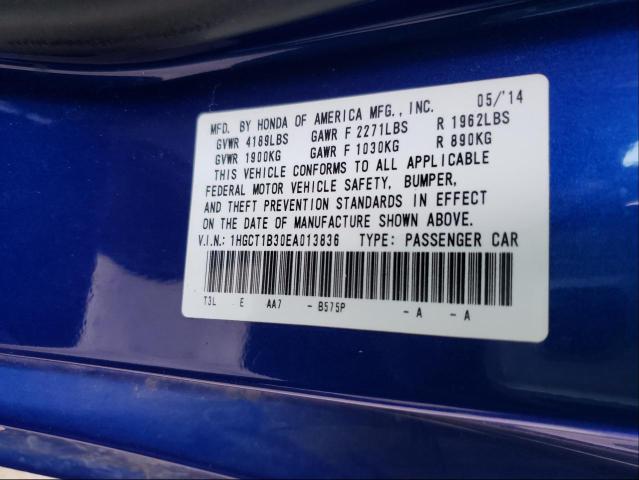 MFD. BY HONDA OF AMERICA MFG., INC. 05/'14
GVWR 4189LBS GAWR F 2271LBS R 1962LBS
GVWR 1900KG GAWR F 1030KG R 890KG
THIS VEHICLE CONFORMS TO ALL APPLICABLE
FEDERAL MOTOR VEHICLE SAFETY, BUMPER,
AND THEFT PREVENTION STANDARDS IN EFFECT
ON THE DATE OF MANUFACTURE SHOWN ABOVE.
V.I.N.: 1HGCT1B30EA013836 TYPE: PASSENGER CAR
T3L E AA7 - B575P - A - A